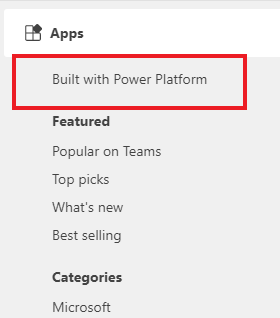 Apps
Built with Power Platform
Featured
Popular on Teams
Top picks
What's new
Best selling
Categories
Microsoft